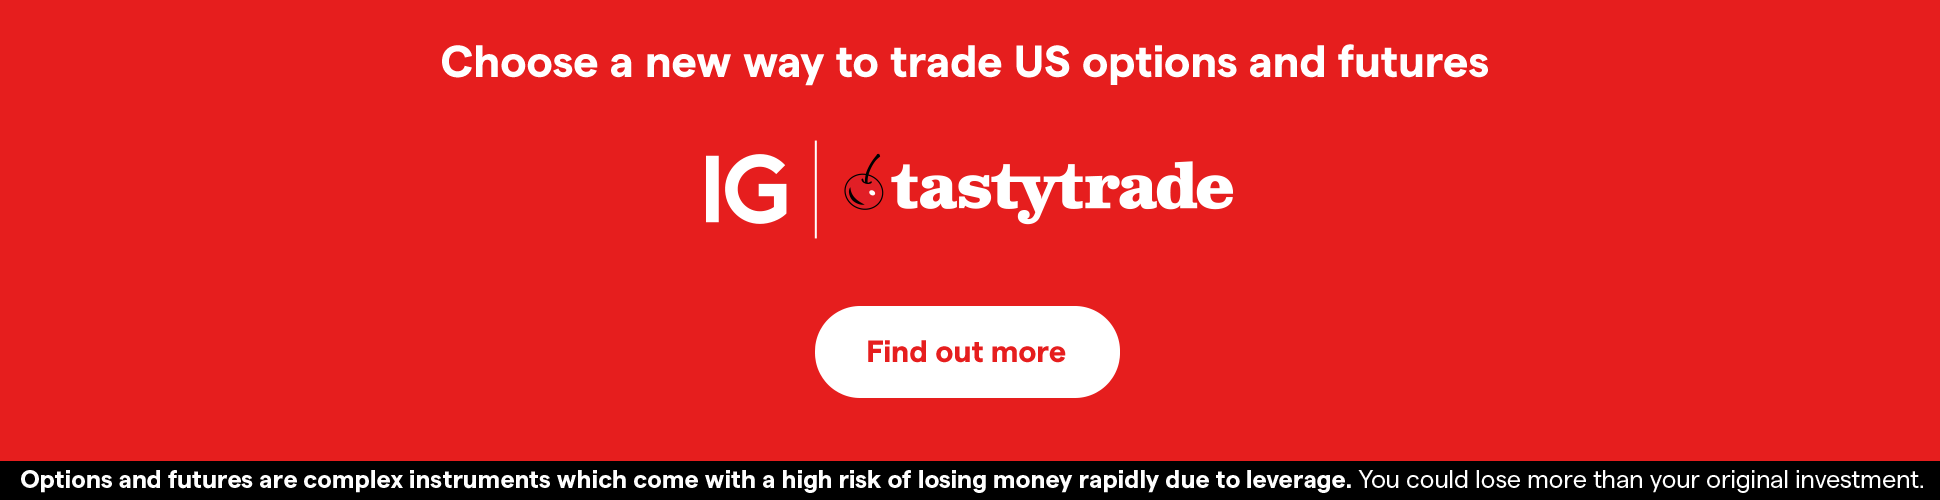 Choose a new way to trade US options and futures
IG | tastytrade
Find out more
Options and futures are complex instruments which come with a high risk of losing money rapidly due to leverage. You could lose more than your original investment.